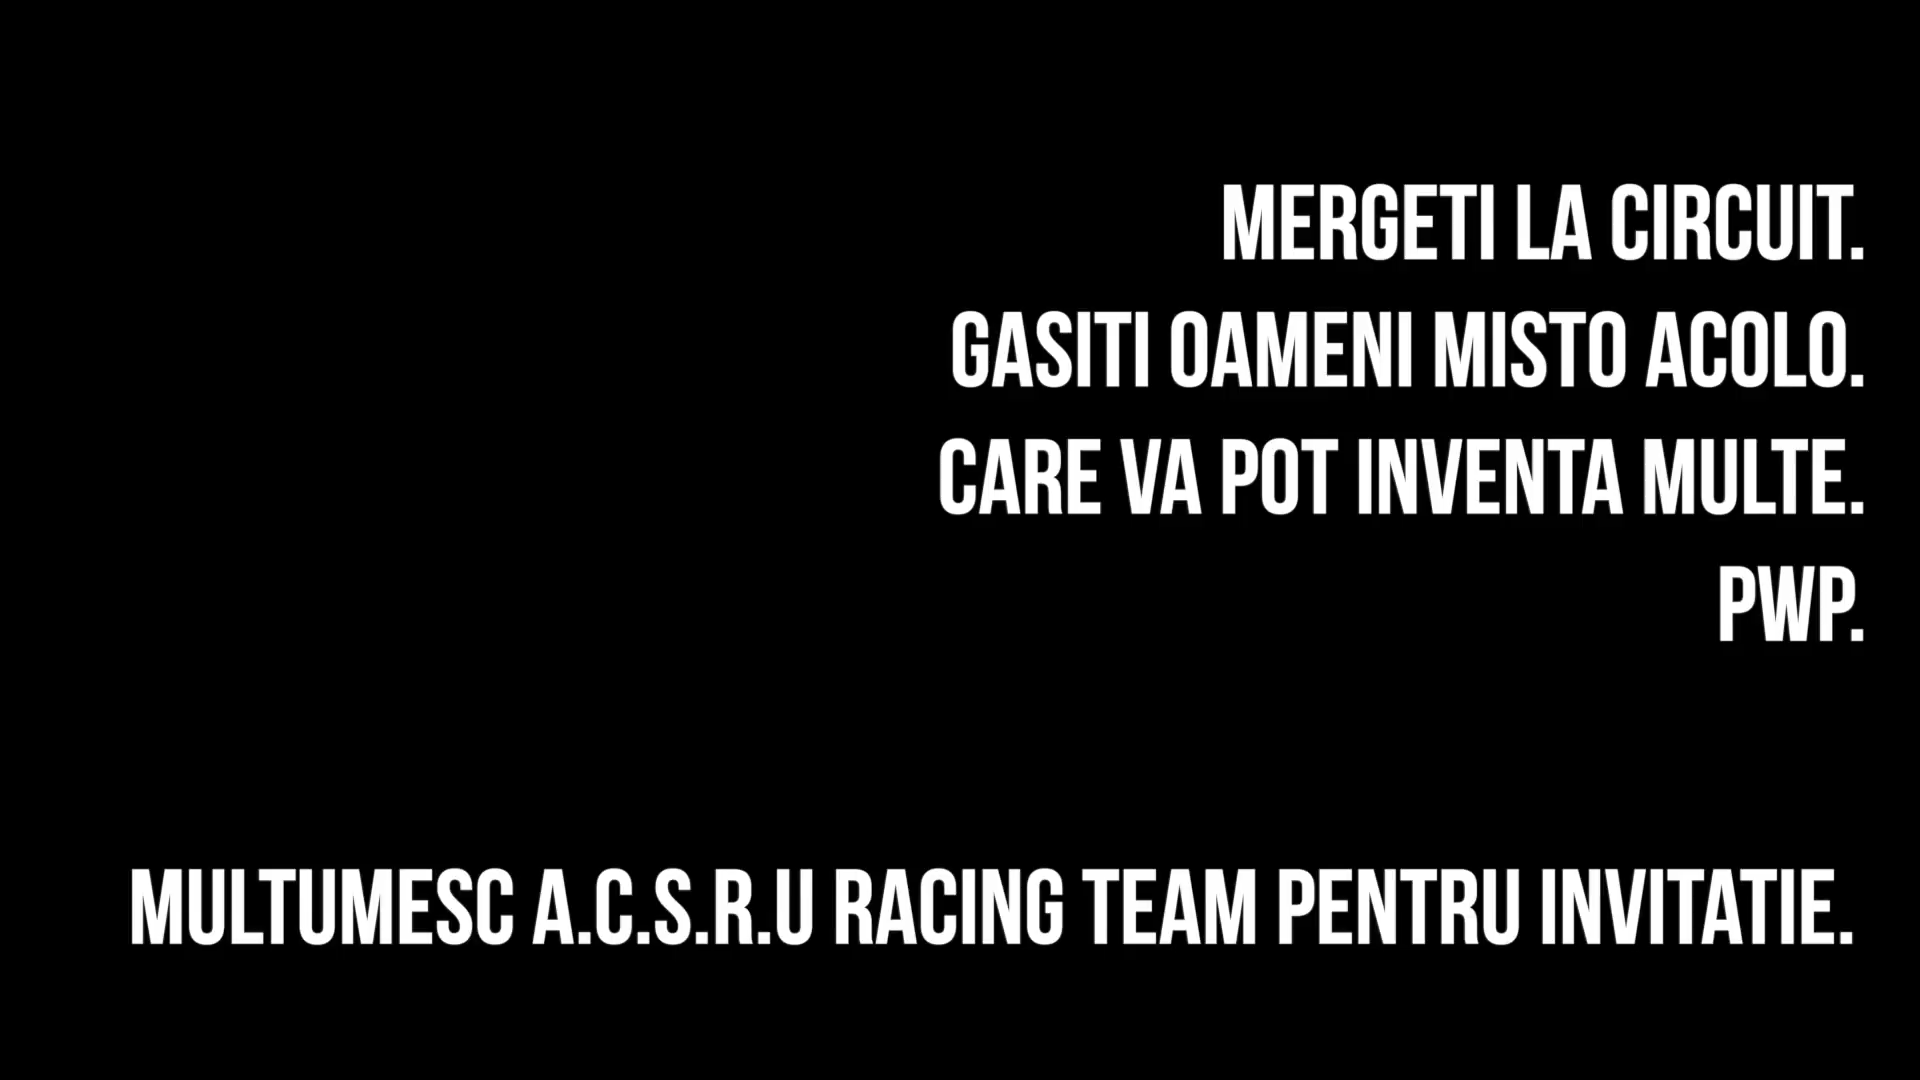 MERGETI LA CIRCUIT.
GASITI OAMENI MISTO ACOLO.
CARE VA POT INVENTA MULTE.
PWP.
MULTUMESC A.C.S.R.U RACING TEAM PENTRU INVITATIE.